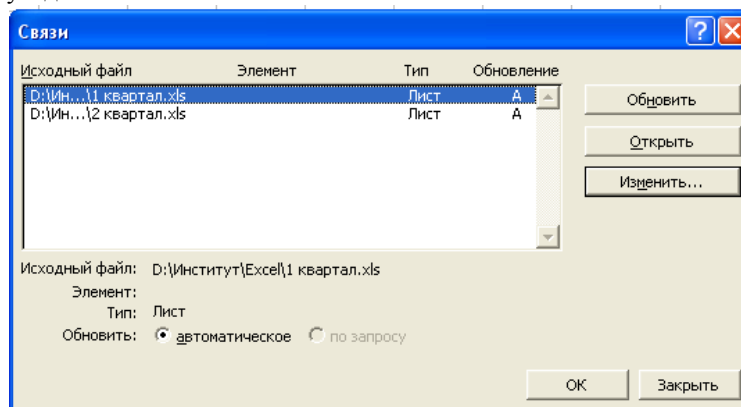 Связи
Исходный файл Элемент Тип Обновление
D:\Ин...\1 квартал.xls Лист А
D:\Ин...\2 квартал.xls Лист А
Обновить
Открыть
Изменить...
Исходный файл: D:\Институт\Excel\1 квартал.xls
Элемент:
Тип: Лист
Обновить: автоматическое по запросу
ОК Закрыть